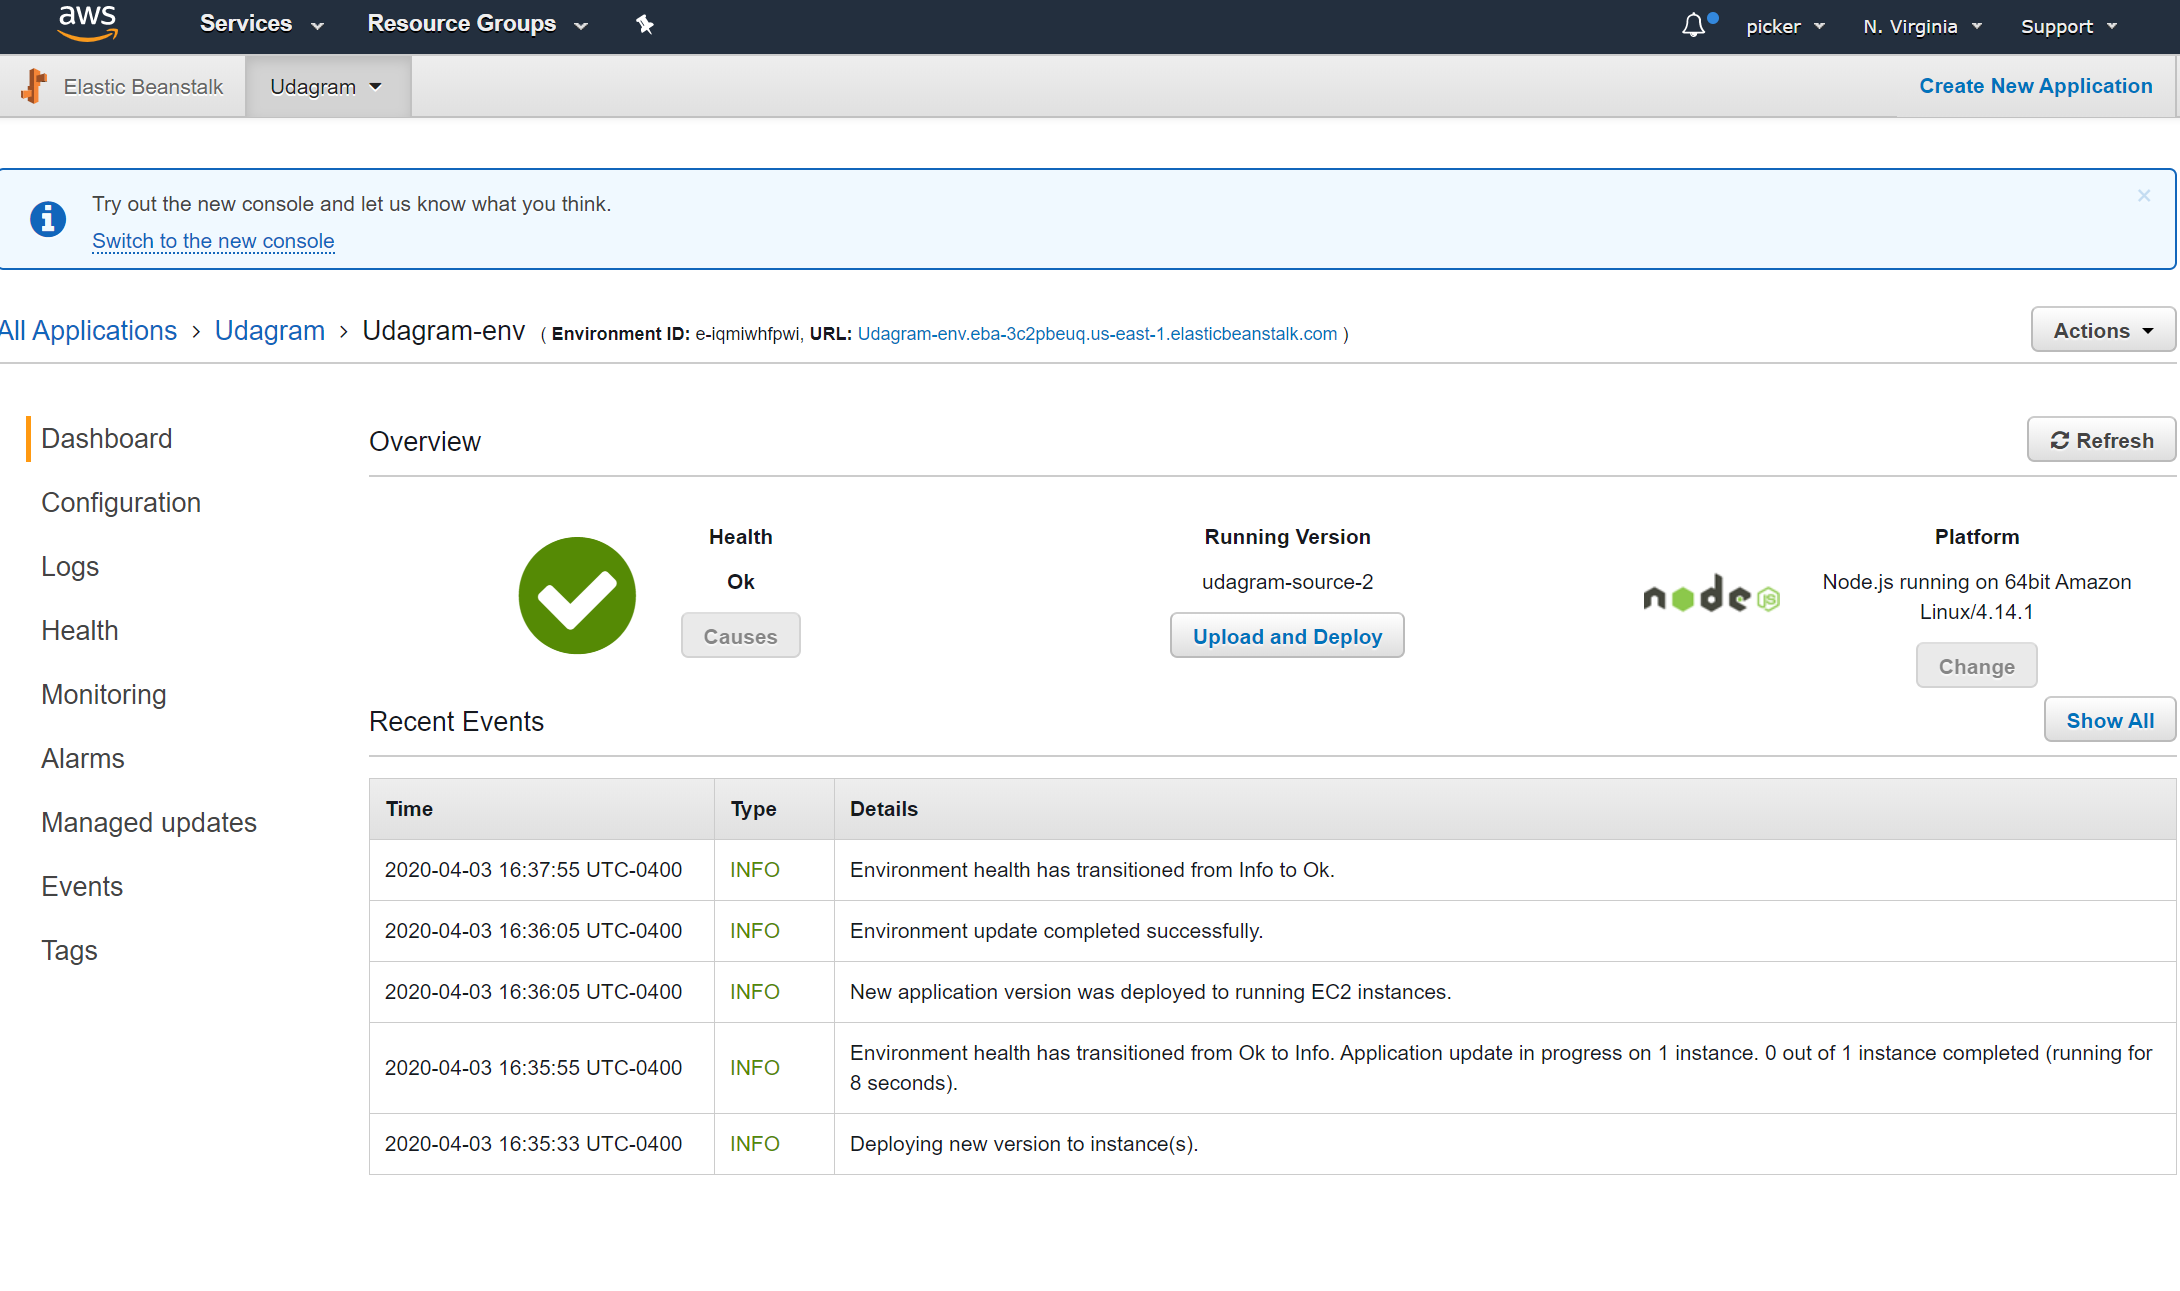 aws Services Resource Groups picker N. Virginia Support
Elastic Beanstalk Udagram Create New Application
Try out the new console and let us know what you think.
Switch to the new console
All Applications > Udagram > Udagram-env ( Environment ID: e-iqmiwhfpwi, URL: Udagram-env.eba-3c2pbeuq.us-east-1.elasticbeanstalk.com )
Actions
Dashboard
Configuration
Logs
Health
Monitoring
Alarms
Managed updates
Events
Tags
Overview
Refresh
Health
Ok
Causes
Running Version
udagram-source-2
Upload and Deploy
node JS
Platform
Node.js running on 64bit Amazon
Linux/4.14.1
Change
Recent Events
Show All
Time Type Details
2020-04-03 16:37:55 UTC-0400 INFO Environment health has transitioned from Info to Ok.
2020-04-03 16:36:05 UTC-0400 INFO Environment update completed successfully.
2020-04-03 16:36:05 UTC-0400 INFO New application version was deployed to running EC2 instances.
2020-04-03 16:35:55 UTC-0400 INFO Environment health has transitioned from Ok to Info. Application update in progress on 1 instance. 0 out of 1 instance completed (running for
8 seconds).
2020-04-03 16:35:33 UTC-0400 INFO Deploying new version to instance(s).